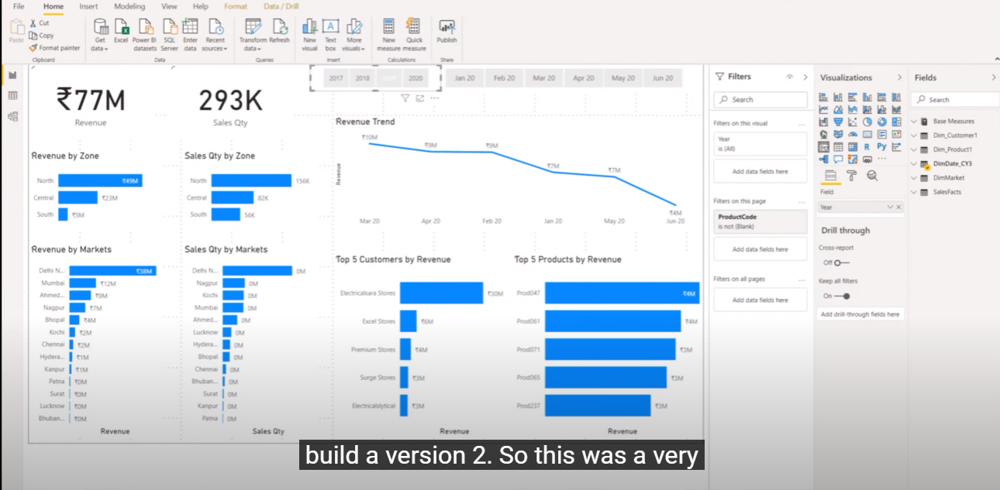 File Home Insert Modeling View Help Format Data / Drill
Paste
Cut
Copy
Format painter
Clipboard
Get data
Excel
Power BI datasets
SQL Server
Enter data
Recent sources
Data
Transform data
Refresh
Queries
New visual
Text box
More visuals
Insert
New measure
Quick measure
Calculations
Publish
Share
₹77M
Revenue
293K
Sales Qty
2017 2018 2020
Jan 20 Feb 20 Mar 20 Apr 20 May 20 Jun 20
Revenue by Zone
North ₹49M
Central ₹23M
South ₹5M
Sales Qty by Zone
North 156K
Central 82K
South 56K
Revenue Trend
Revenue
₹10M ₹9M ₹9M ₹7M ₹7M ₹4M
Mar 20 Apr 20 Feb 20 Jan 20 May 20 Jun 20
Revenue by Markets
Delhi N... ₹38M
Mumbai ₹12M
Ahmed... ₹9M
Nagpur ₹7M
Bhopal ₹4M
Kochi ₹2M
Chennai ₹2M
Hydera... ₹1M
Kanpur ₹1M
Patna ₹0M
Surat ₹0M
Lucknow ₹0M
Bhuban... ₹0M
Revenue
Sales Qty by Markets
Delhi N... 0M
Nagpur 0M
Kochi 0M
Mumbai 0M
Ahmed... 0M
Lucknow 0M
Hydera... 0M
Bhopal 0M
Chennai 0M
Bhuban... 0M
Surat 0M
Kanpur 0M
Patna 0M
Sales Qty
Top 5 Customers by Revenue
Electricalsara Stores ₹30M
Excel Stores ₹6M
Premium Stores ₹4M
Surge Stores ₹3M
Electricalslytical ₹3M
Revenue
Top 5 Products by Revenue
Prod047 ₹4M
Prod061 ₹4M
Prod071 ₹3M
Prod065 ₹3M
Prod237 ₹3M
Revenue
Filters
Search
Filters on this visual ...
Year
is (All)
Add data fields here
Filters on this page ...
ProductCode
is not (Blank)
Add data fields here
Filters on all pages ...
Add data fields here
Visualizations
R Py
Field
Year
Drill through
Cross-report
Off
Keep all filters
On
Add drill-through fields here
Fields
Search
Base Measures
Dim_Customer1
Dim_Product1
DimDate_CY3
DimMarket
SalesFacts
build a version 2. So this was a very